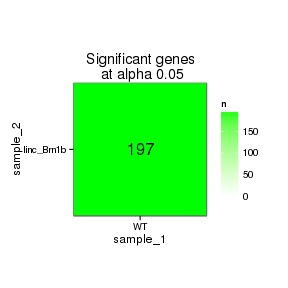 Significant genes
at alpha 0.05
n
150
100
50
0
sample_2
linc_Brn1b
197
WT
sample_1